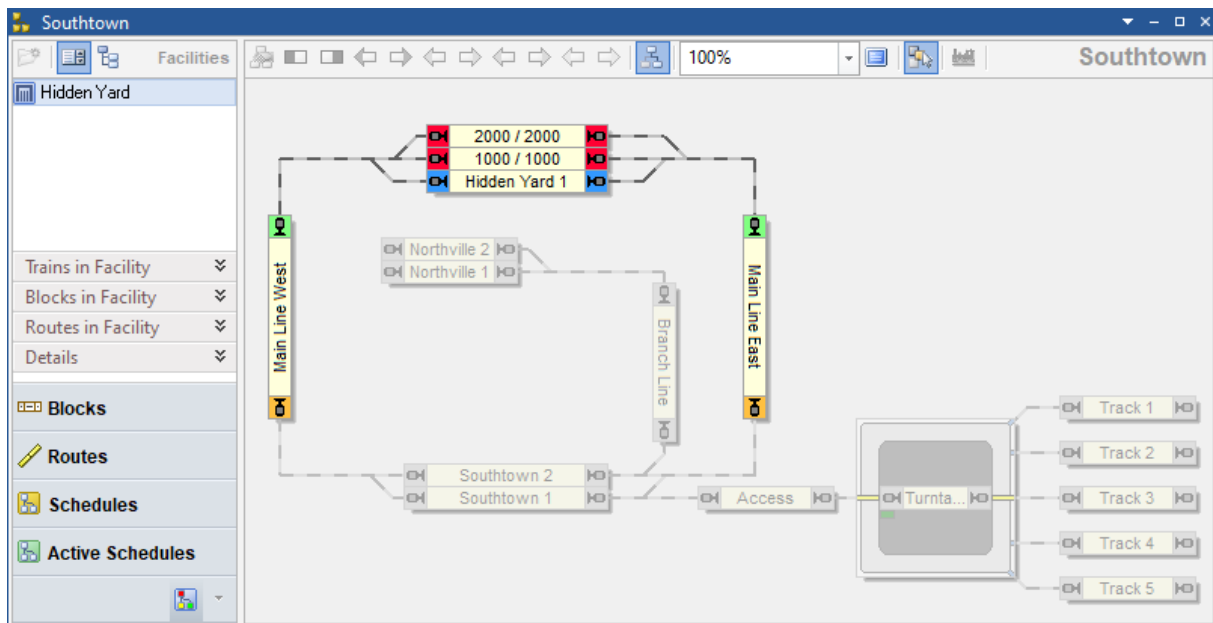 Southtown
Facilities
100%
Southtown
Hidden Yard
2000 / 2000
1000 / 1000
Hidden Yard 1
Northville 2
Northville 1
Main Line West
Branch Line
Main Line East
Trains in Facility
Blocks in Facility
Routes in Facility
Details
Blocks
Routes
Schedules
Active Schedules
Southtown 2
Southtown 1
Access
Turnta...
Track 1
Track 2
Track 3
Track 4
Track 5